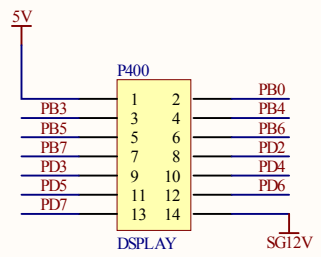 5V
P400
1 2 PB0
PB3 3 4 PB4
PB5 5 6 PB6
PB7 7 8 PD2
PD3 9 10 PD4
PD5 11 12 PD6
PD7 13 14
DSPLAY
SG12V